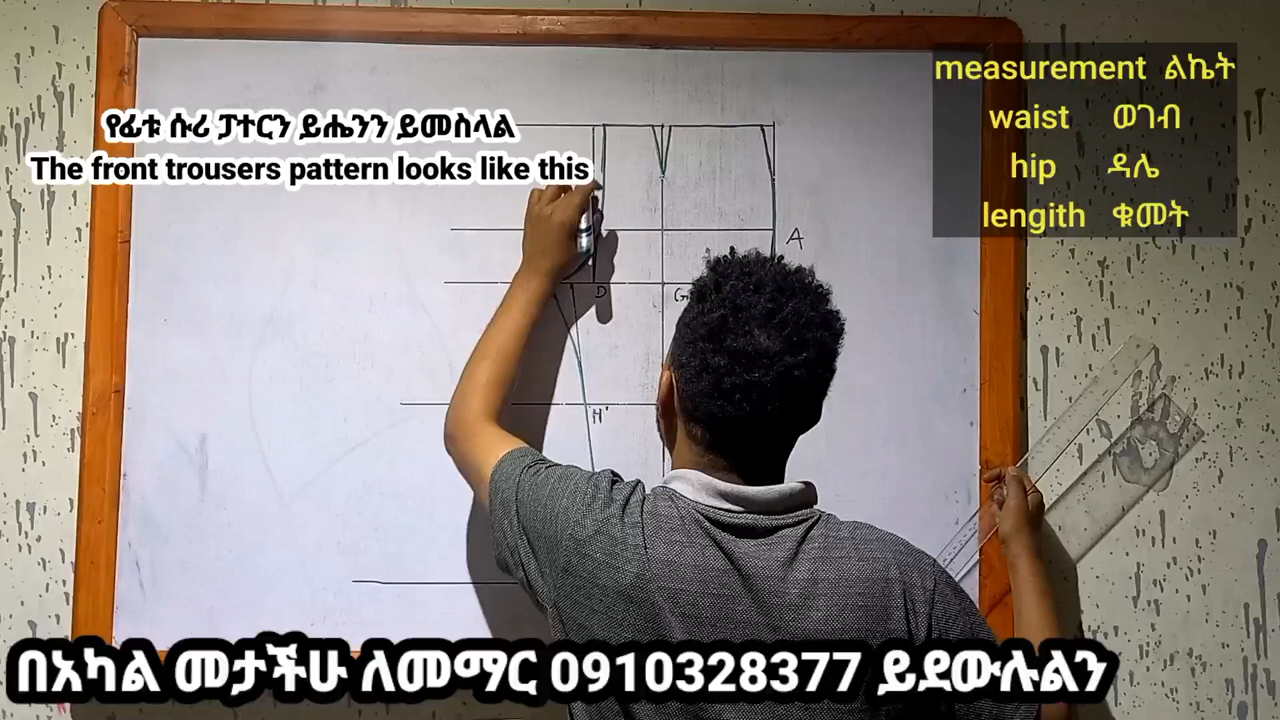 measurement ልኬት
waist ወገብ
hip ዳሌ
lengith ቁመት
የፊቱ ሱሪ ፓተርን ይሔንን ይመስላል
The front trousers pattern looks like this
A
D
G
H'
በአካል መታችሁ ለመማር 0910328377 ይደውሉልን